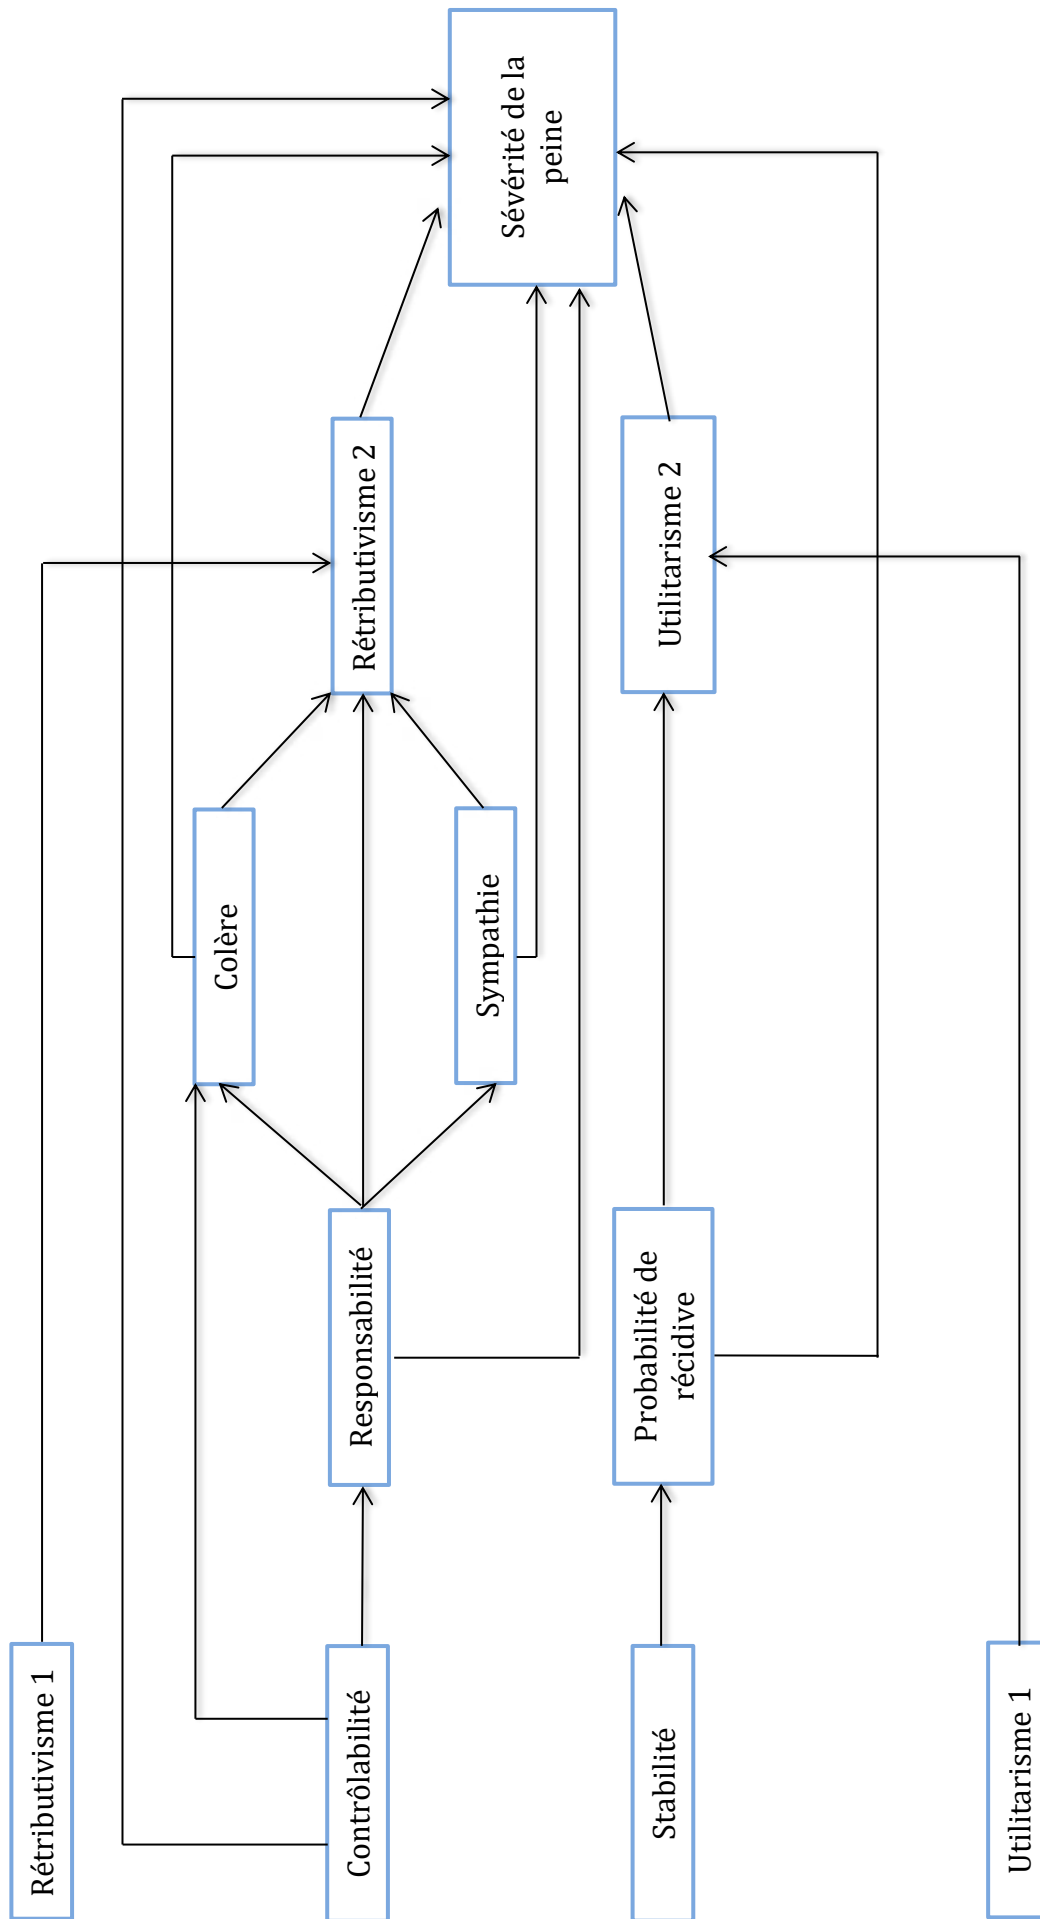 Rétributivisme 1
Contrôlabilité
Stabilité
Utilitarisme 1
Responsabilité
Probabilité de
récidive
Colère
Sympathie
Rétributivisme 2
Utilitarisme 2
Sévérité de la
peine